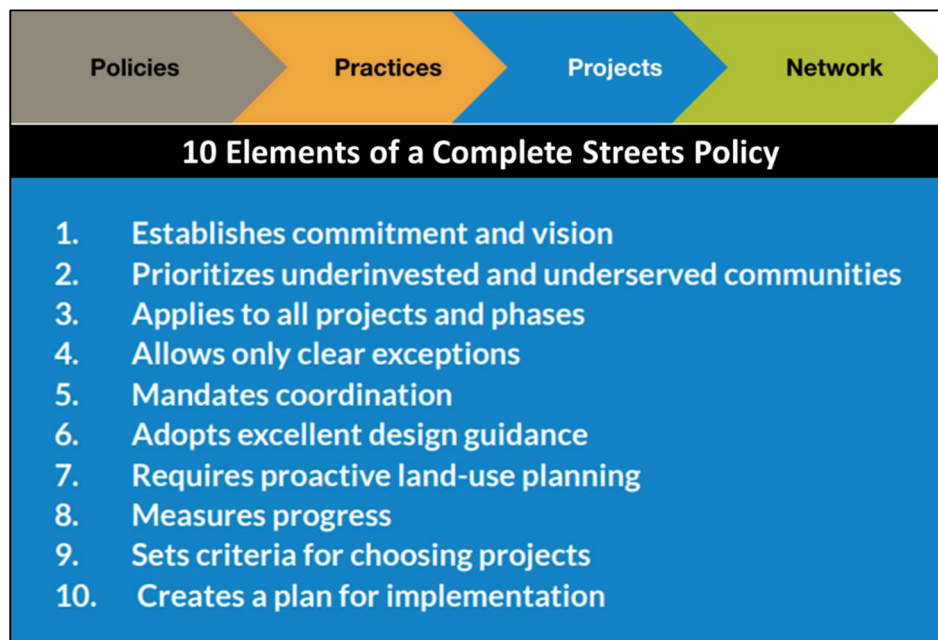 Policies Practices Projects Network
10 Elements of a Complete Streets Policy
1. Establishes commitment and vision
2. Prioritizes underinvested and underserved communities
3. Applies to all projects and phases
4. Allows only clear exceptions
5. Mandates coordination
6. Adopts excellent design guidance
7. Requires proactive land-use planning
8. Measures progress
9. Sets criteria for choosing projects
10. Creates a plan for implementation